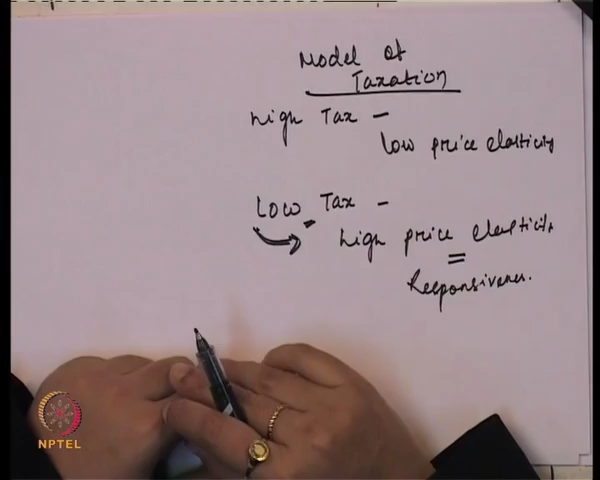 Model of
Taxation
High Tax -
Low price elasticity
Low Tax -
high price elasticity
=
Responsiveness.
NPTEL